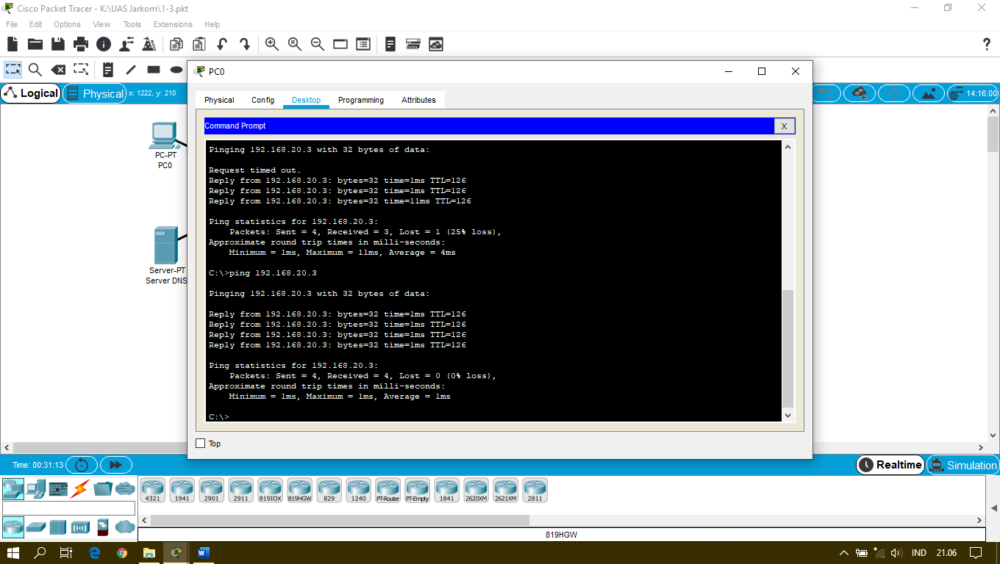 Cisco Packet Tracer - K:\UAS Jarkom\1-3.pkt
File Edit Options View Tools Extensions Help
?
Logical Physical x: 1222, y: 210 14:16:00
PC-PT
PC0
Server-PT
Server DNS
PC0
Physical Config Desktop Programming Attributes
Command Prompt X
Pinging 192.168.20.3 with 32 bytes of data:
Request timed out.
Reply from 192.168.20.3: bytes=32 time=1ms TTL=126
Reply from 192.168.20.3: bytes=32 time=1ms TTL=126
Reply from 192.168.20.3: bytes=32 time=11ms TTL=126
Ping statistics for 192.168.20.3:
Packets: Sent = 4, Received = 3, Lost = 1 (25% loss),
Approximate round trip times in milli-seconds:
Minimum = 1ms, Maximum = 11ms, Average = 4ms
C:\>ping 192.168.20.3
Pinging 192.168.20.3 with 32 bytes of data:
Reply from 192.168.20.3: bytes=32 time=1ms TTL=126
Reply from 192.168.20.3: bytes=32 time=1ms TTL=126
Reply from 192.168.20.3: bytes=32 time=1ms TTL=126
Reply from 192.168.20.3: bytes=32 time=1ms TTL=126
Ping statistics for 192.168.20.3:
Packets: Sent = 4, Received = 4, Lost = 0 (0% loss),
Approximate round trip times in milli-seconds:
Minimum = 1ms, Maximum = 1ms, Average = 1ms
C:\>
Top
Time: 00:31:13 Realtime Simulation
4321 1941 2901 2911 819IOX 819HGW 829 1240 PT-Router PT-Empty 1841 2620XM 2621XM 2811
819HGW
IND 21.06